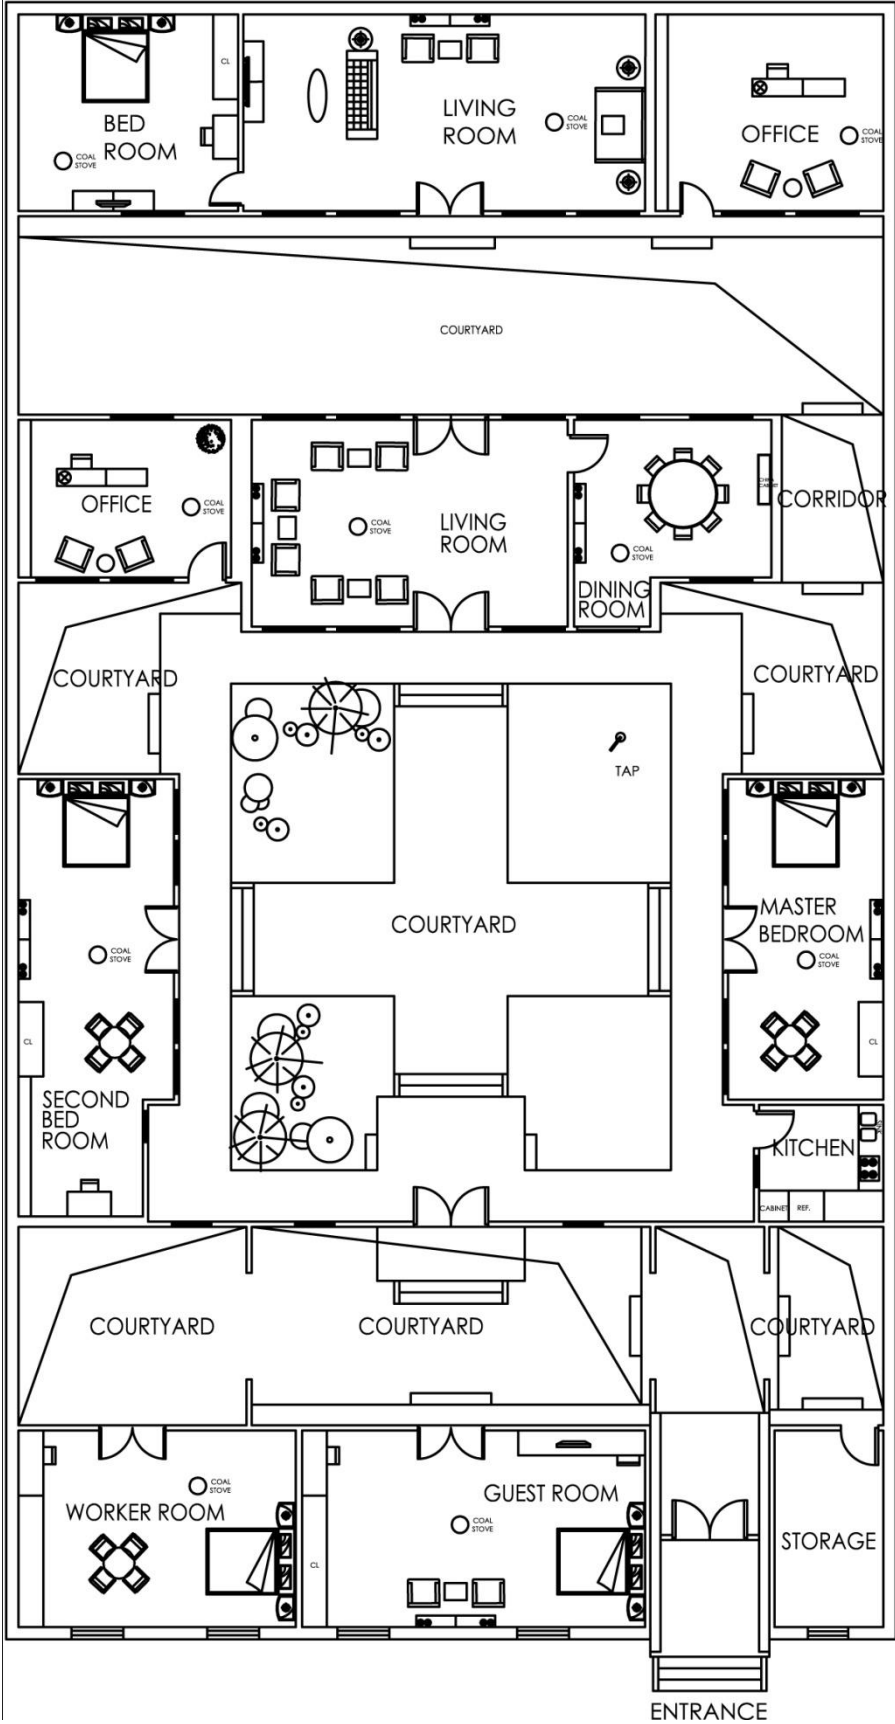 CL
BED
ROOM
COAL
STOVE
LIVING
ROOM
COAL
STOVE
OFFICE
COAL
STOVE
COURTYARD
OFFICE
COAL
STOVE
COAL
STOVE
LIVING
ROOM
CHINA
CABINET
COAL
STOVE
DINING
ROOM
CORRIDOR
COURTYARD
COURTYARD
TAP
COURTYARD
COAL
STOVE
CL
SECOND
BED
ROOM
MASTER
BEDROOM
COAL
STOVE
CL
KITCHEN
SINK
CABINET
REF.
COURTYARD
COURTYARD
COURTYARD
COAL
STOVE
WORKER ROOM
GUEST ROOM
COAL
STOVE
CL
STORAGE
ENTRANCE